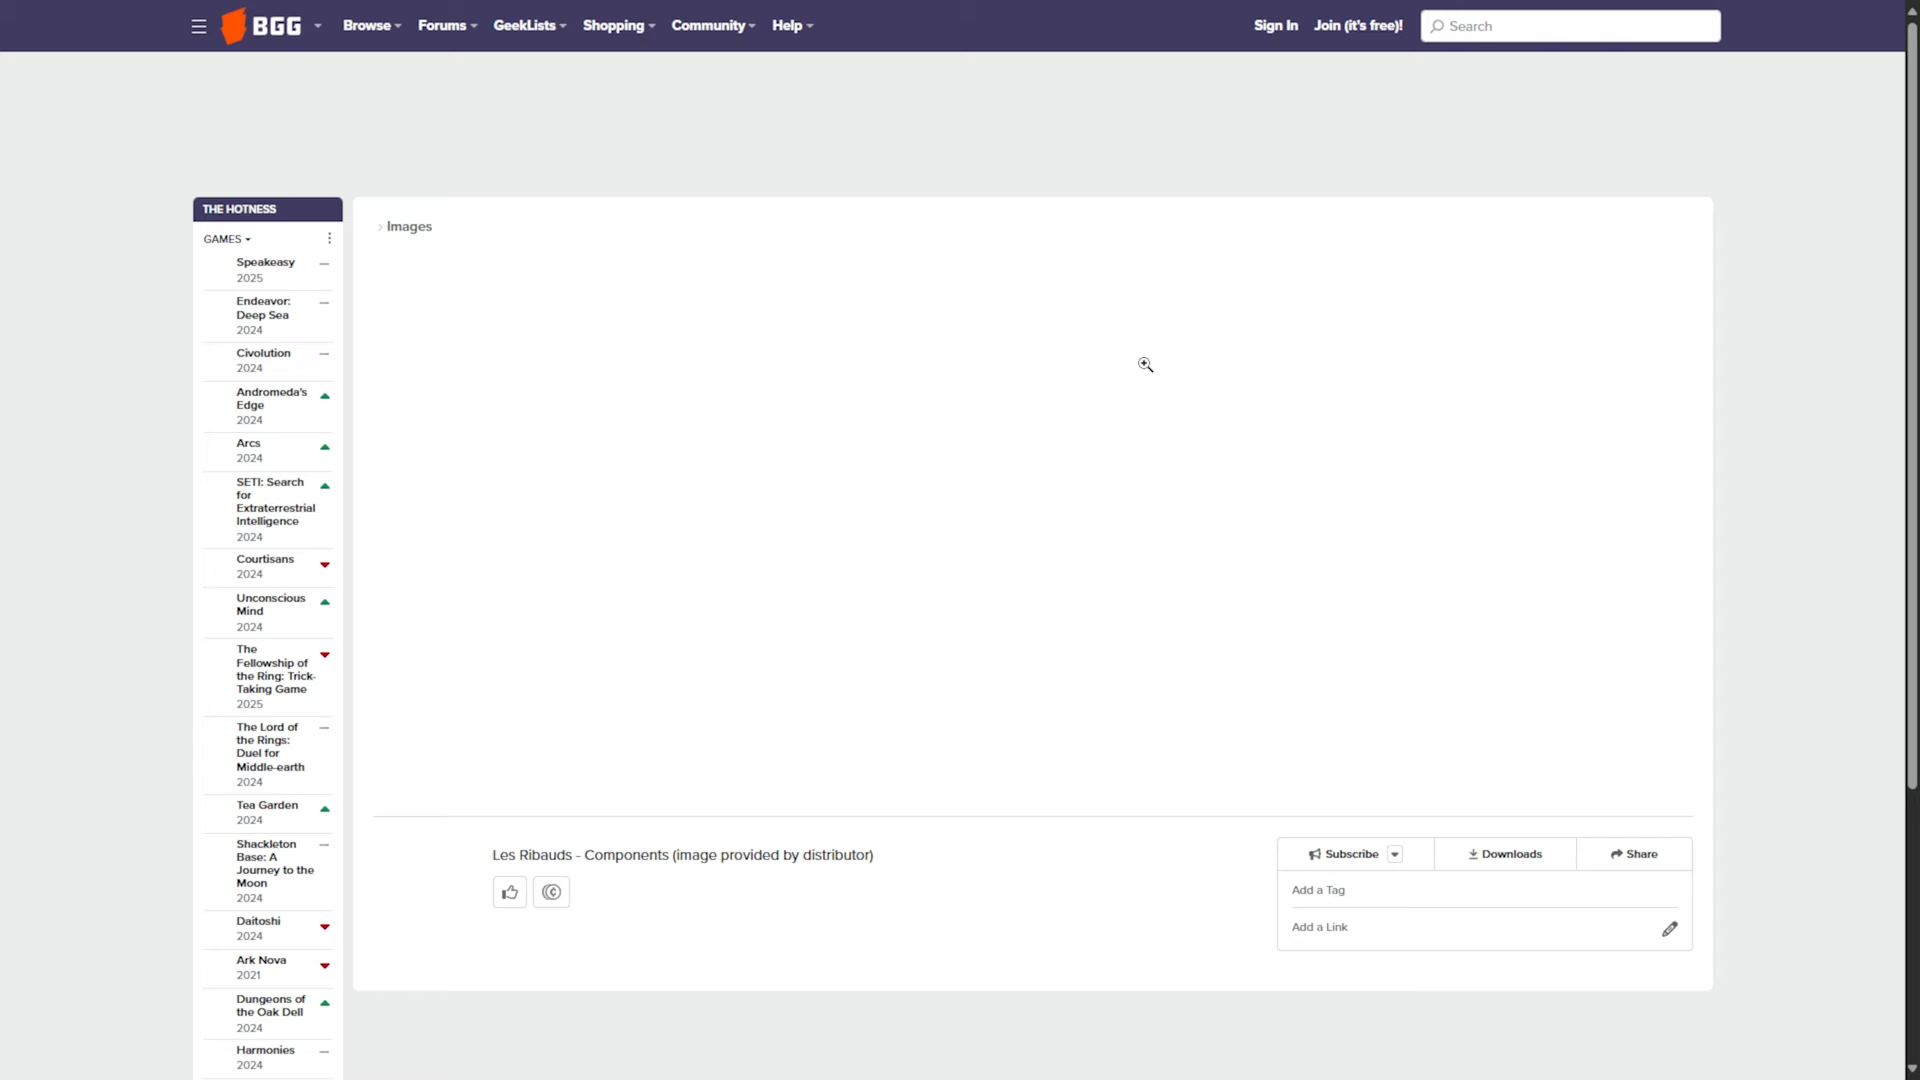 BGG
Browse
Forums
GeekLists
Shopping
Community
Help
Sign In
Join (it's free)!
Search
THE HOTNESS
GAMES
Speakeasy
2025
Endeavor:
Deep Sea
2024
Civolution
2024
Andromeda's
Edge
2024
Arcs
2024
SETI: Search
for
Extraterrestrial
Intelligence
2024
Courtisans
2024
Unconscious
Mind
2024
The
Fellowship of
the Ring: Trick-
Taking Game
2025
The Lord of
the Rings:
Duel for
Middle-earth
2024
Tea Garden
2024
Shackleton
Base: A
Journey to the
Moon
2024
Daitoshi
2024
Ark Nova
2021
Dungeons of
the Oak Dell
2024
Harmonies
2024
Images
Les Ribauds - Components (image provided by distributor)
Subscribe
Downloads
Share
Add a Tag
Add a Link